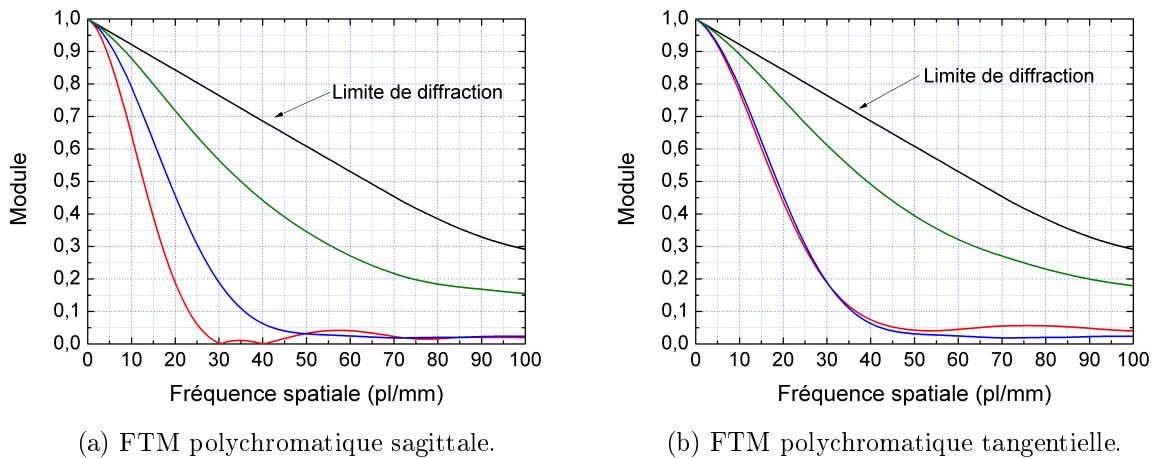 1,0
0,9
0,8
0,7
0,6
0,5
0,4
0,3
0,2
0,1
0,0
Module
Limite de diffraction
0 10 20 30 40 50 60 70 80 90 100
Fréquence spatiale (pl/mm)
(a) FTM polychromatique sagittale.
1,0
0,9
0,8
0,7
0,6
0,5
0,4
0,3
0,2
0,1
0,0
Module
Limite de diffraction
0 10 20 30 40 50 60 70 80 90 100
Fréquence spatiale (pl/mm)
(b) FTM polychromatique tangentielle.